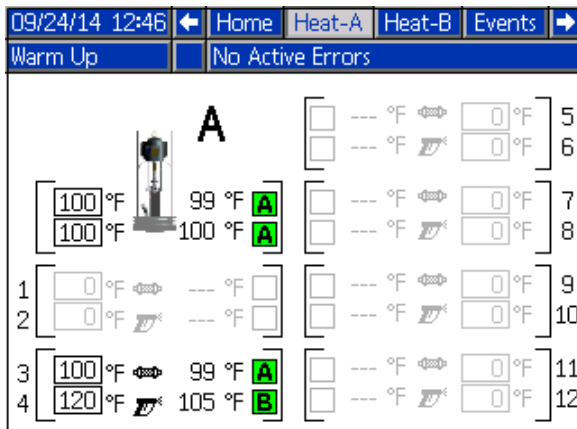 09/24/14 12:46 Home Heat-A Heat-B Events
Warm Up No Active Errors
A
--- °F 0 °F 5
--- °F 0 °F 6
100 °F 99 °F A
100 °F 100 °F A
--- °F 0 °F 7
--- °F 0 °F 8
1 0 °F --- °F
2 0 °F --- °F
--- °F 0 °F 9
--- °F 0 °F 10
3 100 °F 99 °F A
4 120 °F 105 °F B
--- °F 0 °F 11
--- °F 0 °F 12